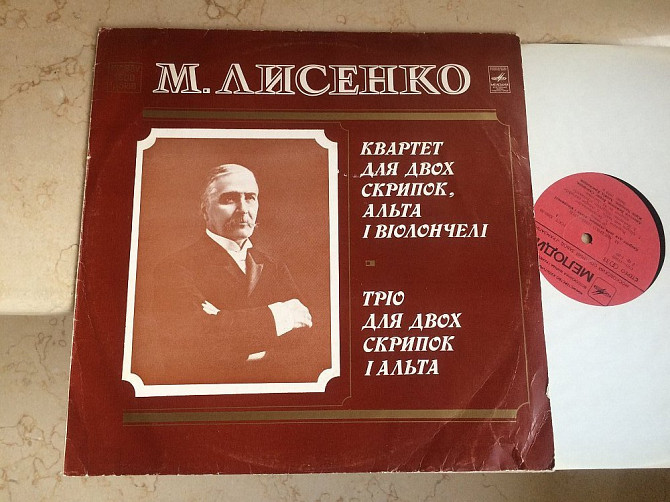 М. ЛИСЕНКО
КВАРТЕТ
ДЛЯ ДВОХ
СКРИПОК,
АЛЬТА
І ВІОЛОНЧЕЛІ
ТРІО
ДЛЯ ДВОХ
СКРИПОК
І АЛЬТА
МЕЛОДИЯ